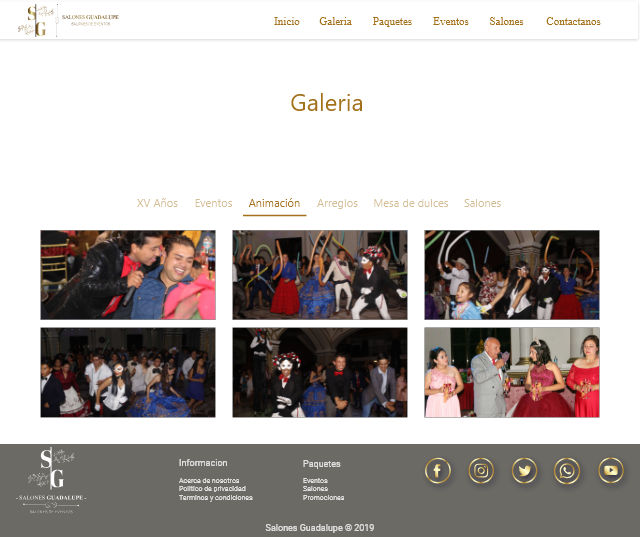 SG
SALONES GUADALUPE
SALONES DE EVENTOS
Inicio Galeria Paquetes Eventos Salones Contactanos
Galeria
XV Años Eventos Animación Arreglos Mesa de dulces Salones
SG
- SALONES GUADALUPE -
SALONES DE EVENTOS
Informacion
Acerca de nosotros
Politico de privacidad
Terminos y condiciones
Paquetes
Eventos
Salones
Promociones
Salones Guadalupe ® 2019